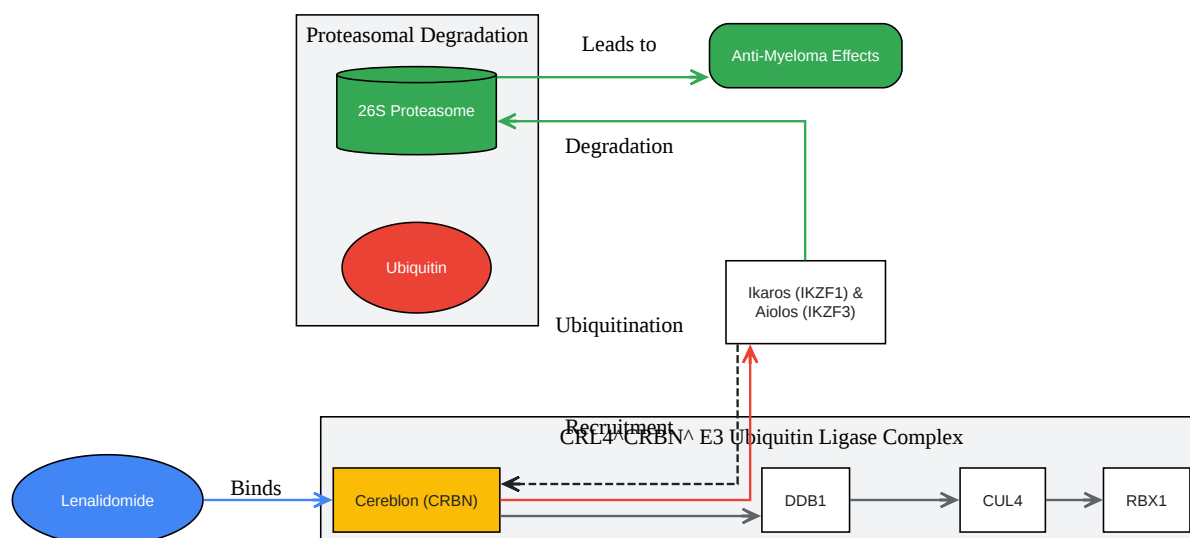 Proteasomal Degradation
Leads to
Anti-Myeloma Effects
26S Proteasome
Degradation
Ubiquitin
Ikaros (IKZF1) &
Aiolos (IKZF3)
Ubiquitination
Recruitment
CRL4^CRBN^ E3 Ubiquitin Ligase Complex
Lenalidomide
Binds
Cereblon (CRBN)
DDB1
CUL4
RBX1